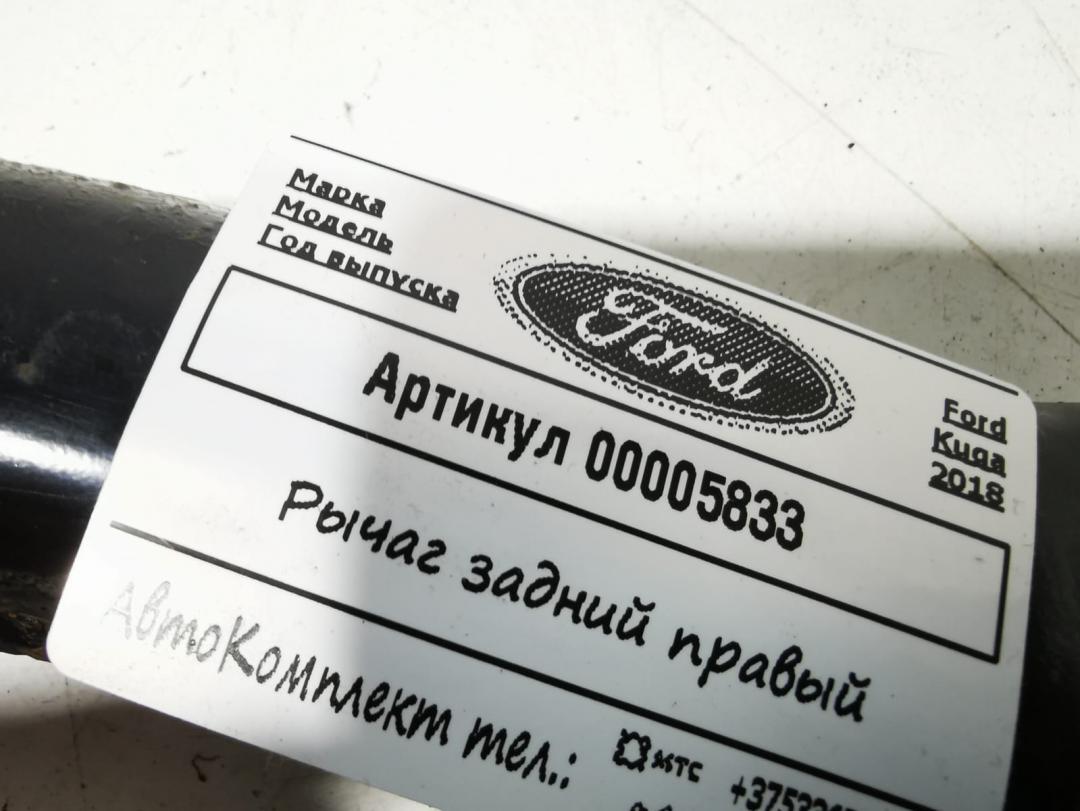 Марка
Модель
Год выпуска
Ford
Ford
Kuga
2018
Артикул 00005833
Рычаг задний правый
АвтоКомплект тел.: мтс